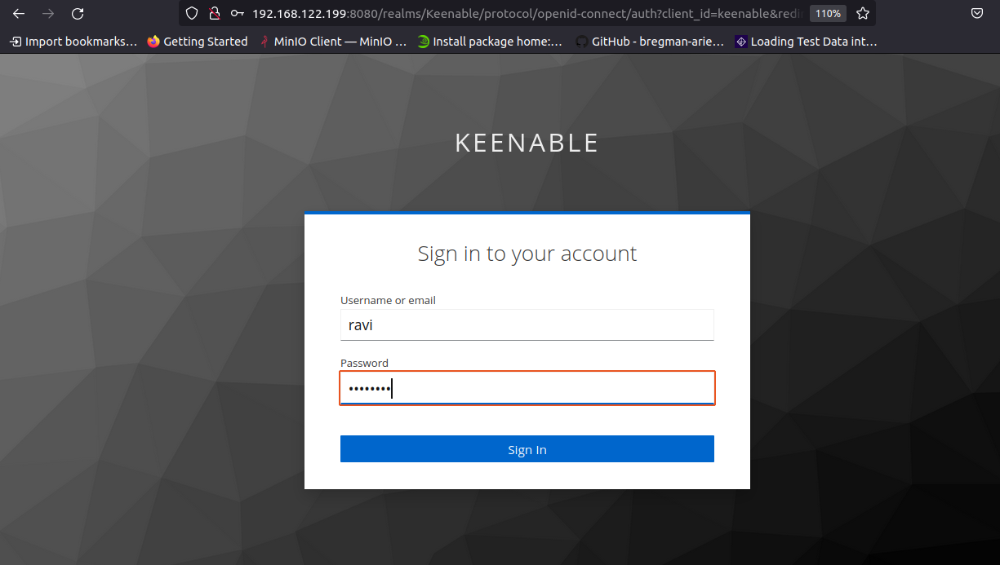 192.168.122.199:8080/realms/Keenable/protocol/openid-connect/auth?client_id=keenable&redi
110%
Import bookmarks…
Getting Started
MinIO Client — MinIO …
Install package home:…
GitHub - bregman-arie…
Loading Test Data int…
KEENABLE
Sign in to your account
Username or email
ravi
Password
••••••••
Sign In